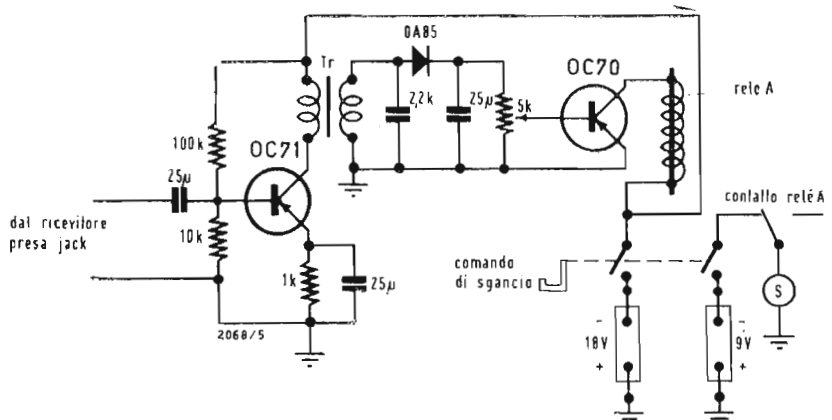 OA85
Tr
OC70
2,2k
25µ
5k
relè A
100k
OC71
25µ
dal ricevitore
presa jack
10k
1k
25µ
2068/5
comando
di sgancio
contatto relé A
S
-
18V
+
-
9V
+